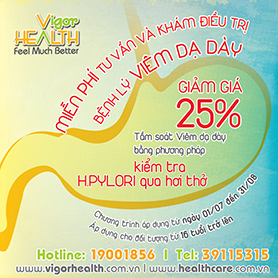 Vigor
HEALTH
Feel Much Better
MIỄN PHÍ TƯ VẤN VÀ KHÁM ĐIỀU TRỊ
BỆNH LÝ VIÊM DẠ DÀY
GIẢM GIÁ
25%
Tầm soát Viêm dạ dày
bằng phương pháp
kiểm tra
H.PYLORI qua hơi thở
Chương trình áp dụng từ ngày 01/07 đến 31/08
Áp dụng cho đối tượng từ 16 tuổi trở lên
Hotline: 19001856 | Tel: 39115315
www.vigorhealth.com.vn | www.healthcare.com.vn